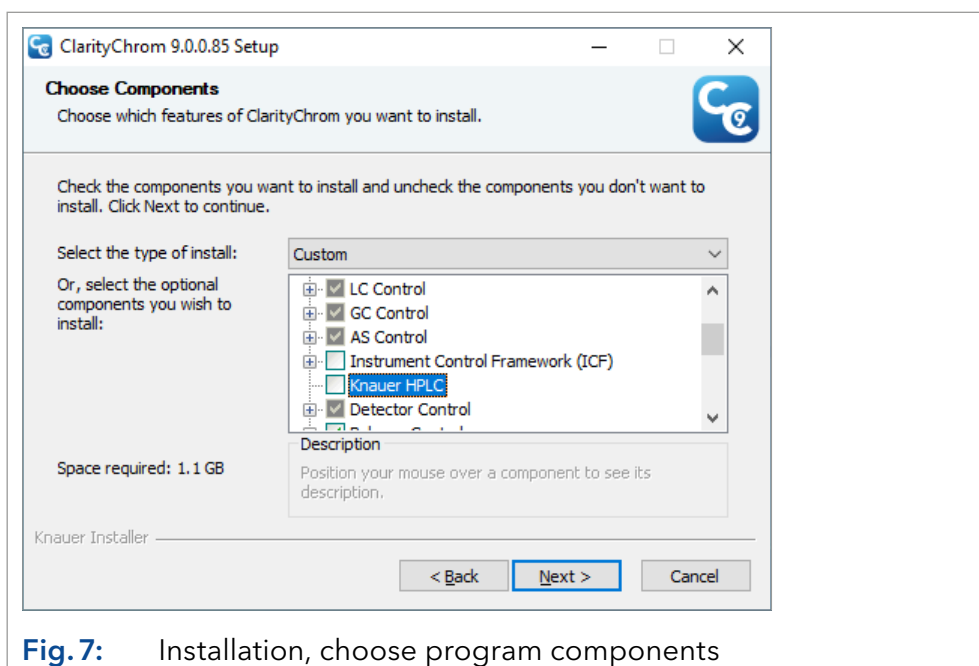 ClarityChrom 9.0.0.85 Setup
Choose Components
Choose which features of ClarityChrom you want to install.
Check the components you want to install and uncheck the components you don't want to
install. Click Next to continue.
Select the type of install:
Custom
Or, select the optional
components you wish to
install:
LC Control
GC Control
AS Control
Instrument Control Framework (ICF)
Knauer HPLC
Detector Control
Space required: 1.1 GB
Description
Position your mouse over a component to see its
description.
Knauer Installer
< Back
Next >
Cancel
Fig. 7: Installation, choose program components